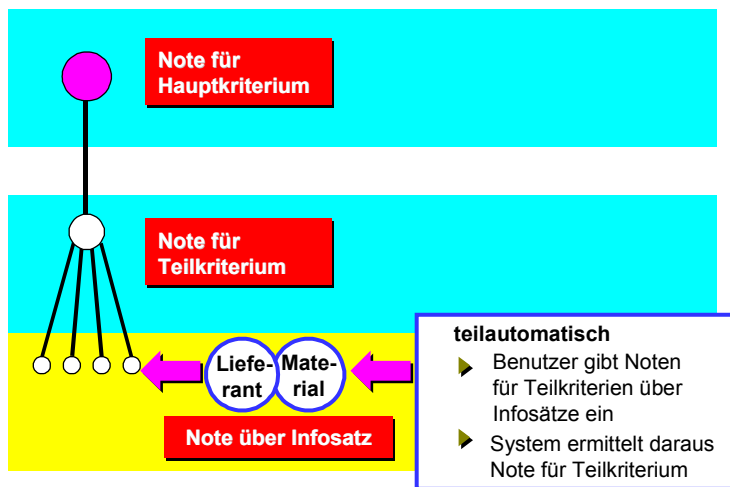 Note für
Hauptkriterium
Note für
Teilkriterium
Liefe-
rant
Mate-
rial
Note über Infosatz
teilautomatisch
Benutzer gibt Noten
für Teilkriterien über
Infosätze ein
System ermittelt daraus
Note für Teilkriterium